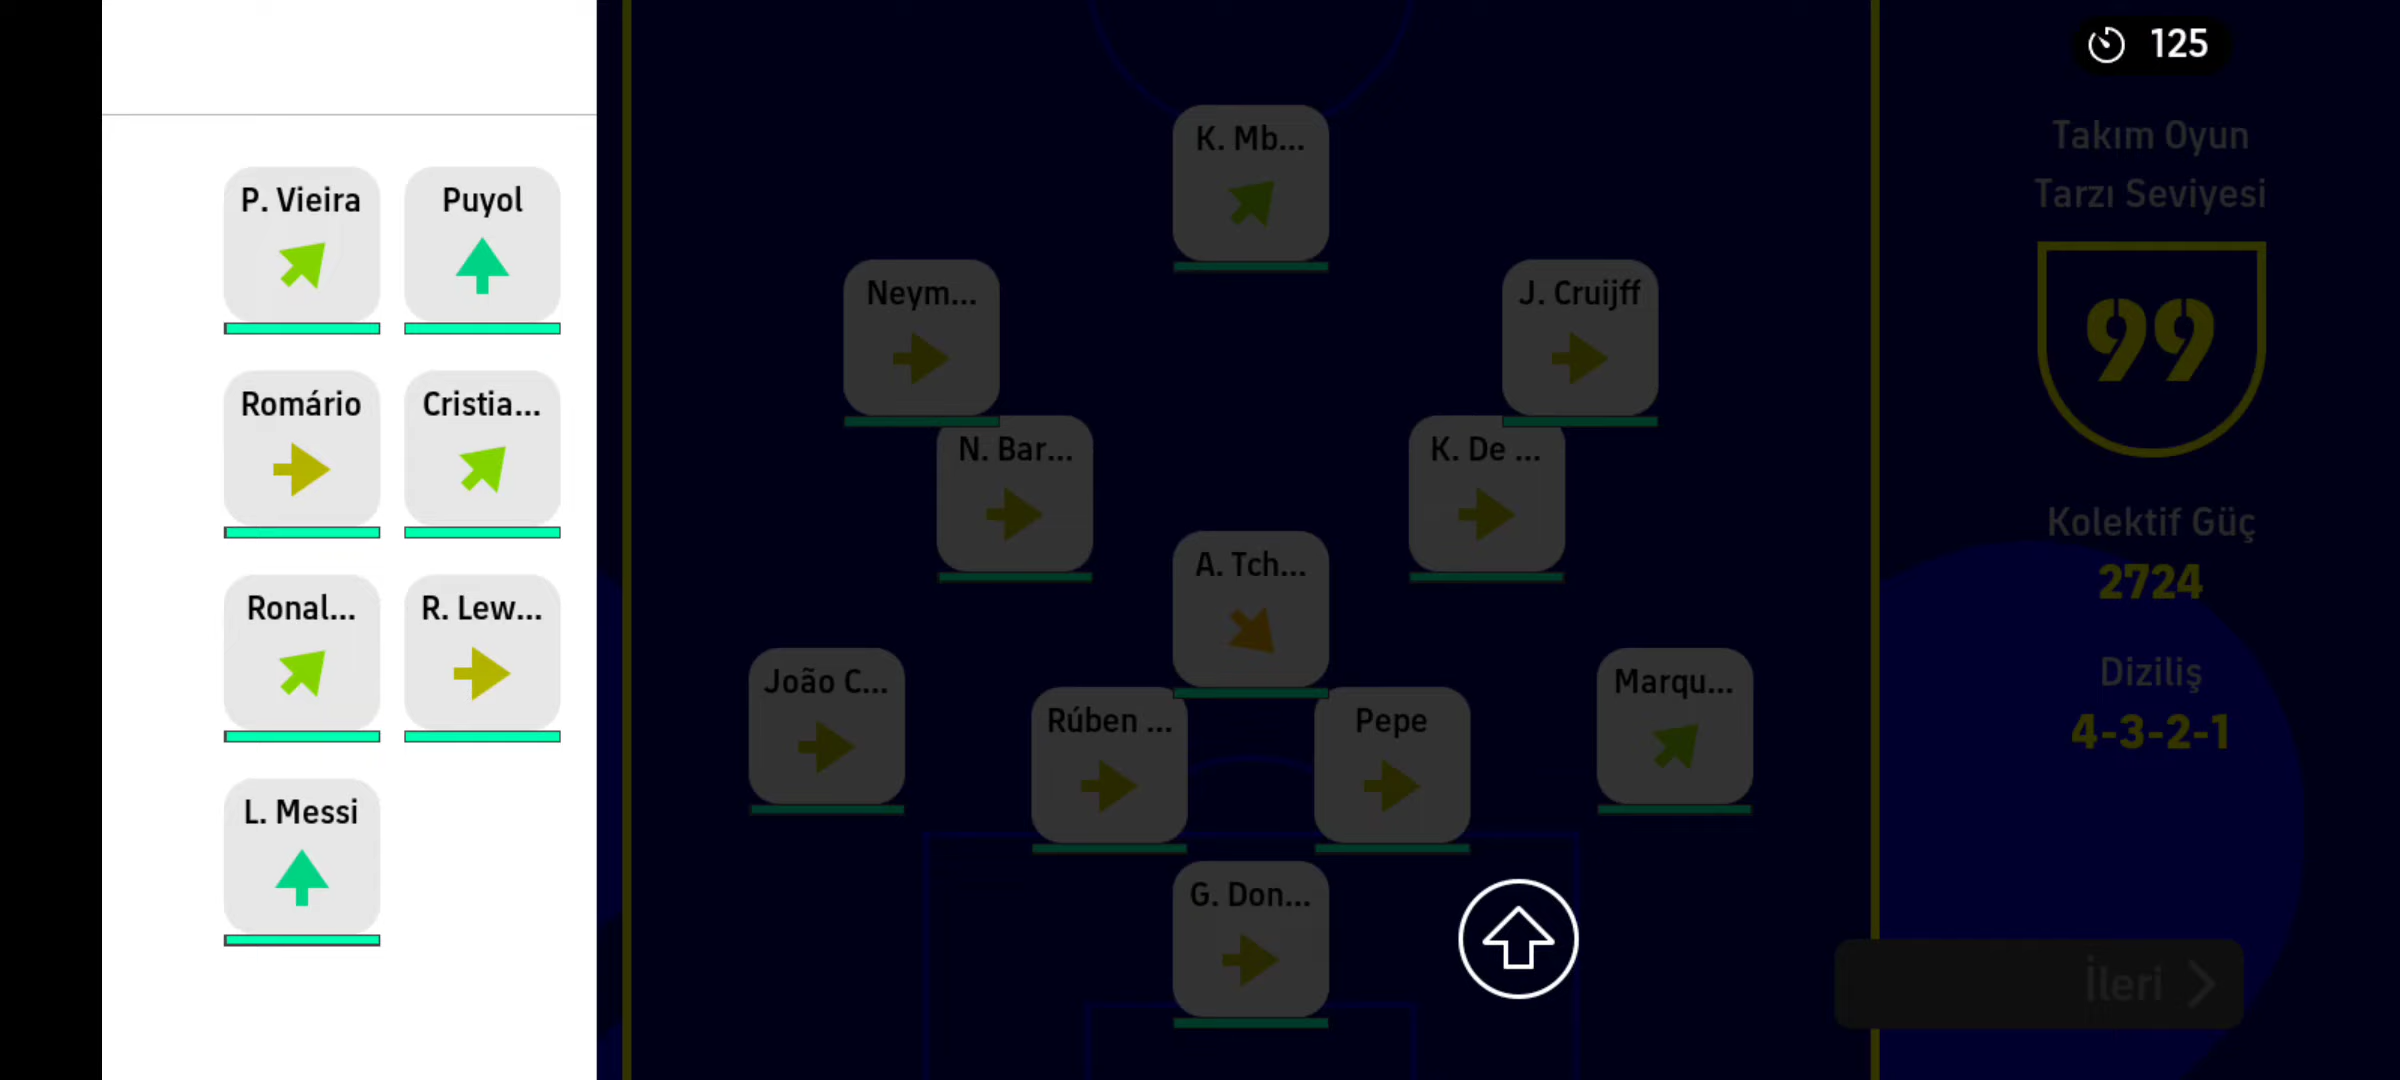 P. Vieira
Puyol
Romário
Cristia...
Ronal...
R. Lew...
L. Messi
K. Mb...
Neym...
J. Cruijff
N. Bar...
K. De ...
A. Tch...
João C...
Marqu...
Rúben ...
Pepe
G. Don...
125
Takım Oyun
Tarzı Seviyesi
99
Kolektif Güç
2724
Diziliş
4-3-2-1
İleri